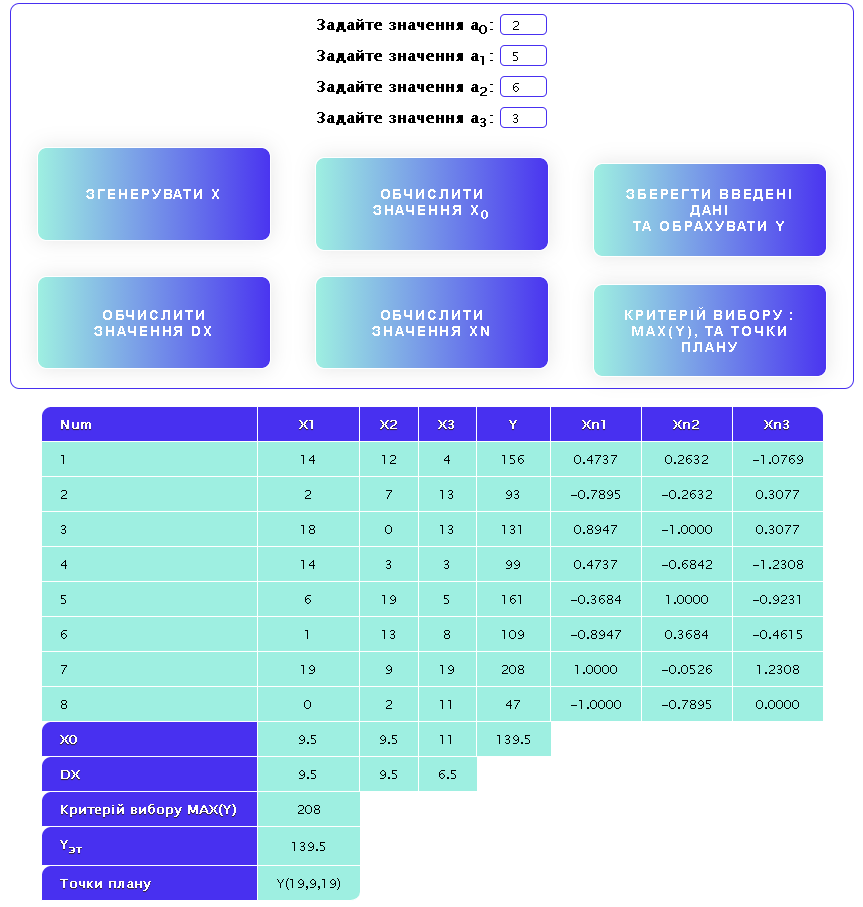 Задайте значення a0: 2
Задайте значення a1: 5
Задайте значення a2: 6
Задайте значення a3: 3
ЗГЕНЕРУВАТИ X
ОБЧИСЛИТИ
ЗНАЧЕННЯ X0
ЗБЕРЕГТИ ВВЕДЕНІ
ДАНІ
ТА ОБРАХУВАТИ Y
ОБЧИСЛИТИ
ЗНАЧЕННЯ DX
ОБЧИСЛИТИ
ЗНАЧЕННЯ XN
КРИТЕРІЙ ВИБОРУ :
MAX(Y), ТА ТОЧКИ
ПЛАНУ
Num X1 X2 X3 Y Xn1 Xn2 Xn3
1 14 12 4 156 0.4737 0.2632 -1.0769
2 2 7 13 93 -0.7895 -0.2632 0.3077
3 18 0 13 131 0.8947 -1.0000 0.3077
4 14 3 3 99 0.4737 -0.6842 -1.2308
5 6 19 5 161 -0.3684 1.0000 -0.9231
6 1 13 8 109 -0.8947 0.3684 -0.4615
7 19 9 19 208 1.0000 -0.0526 1.2308
8 0 2 11 47 -1.0000 -0.7895 0.0000
X0 9.5 9.5 11 139.5
DX 9.5 9.5 6.5
Критерій вибору MAX(Y) 208
Yэт 139.5
Точки плану Y(19,9,19)